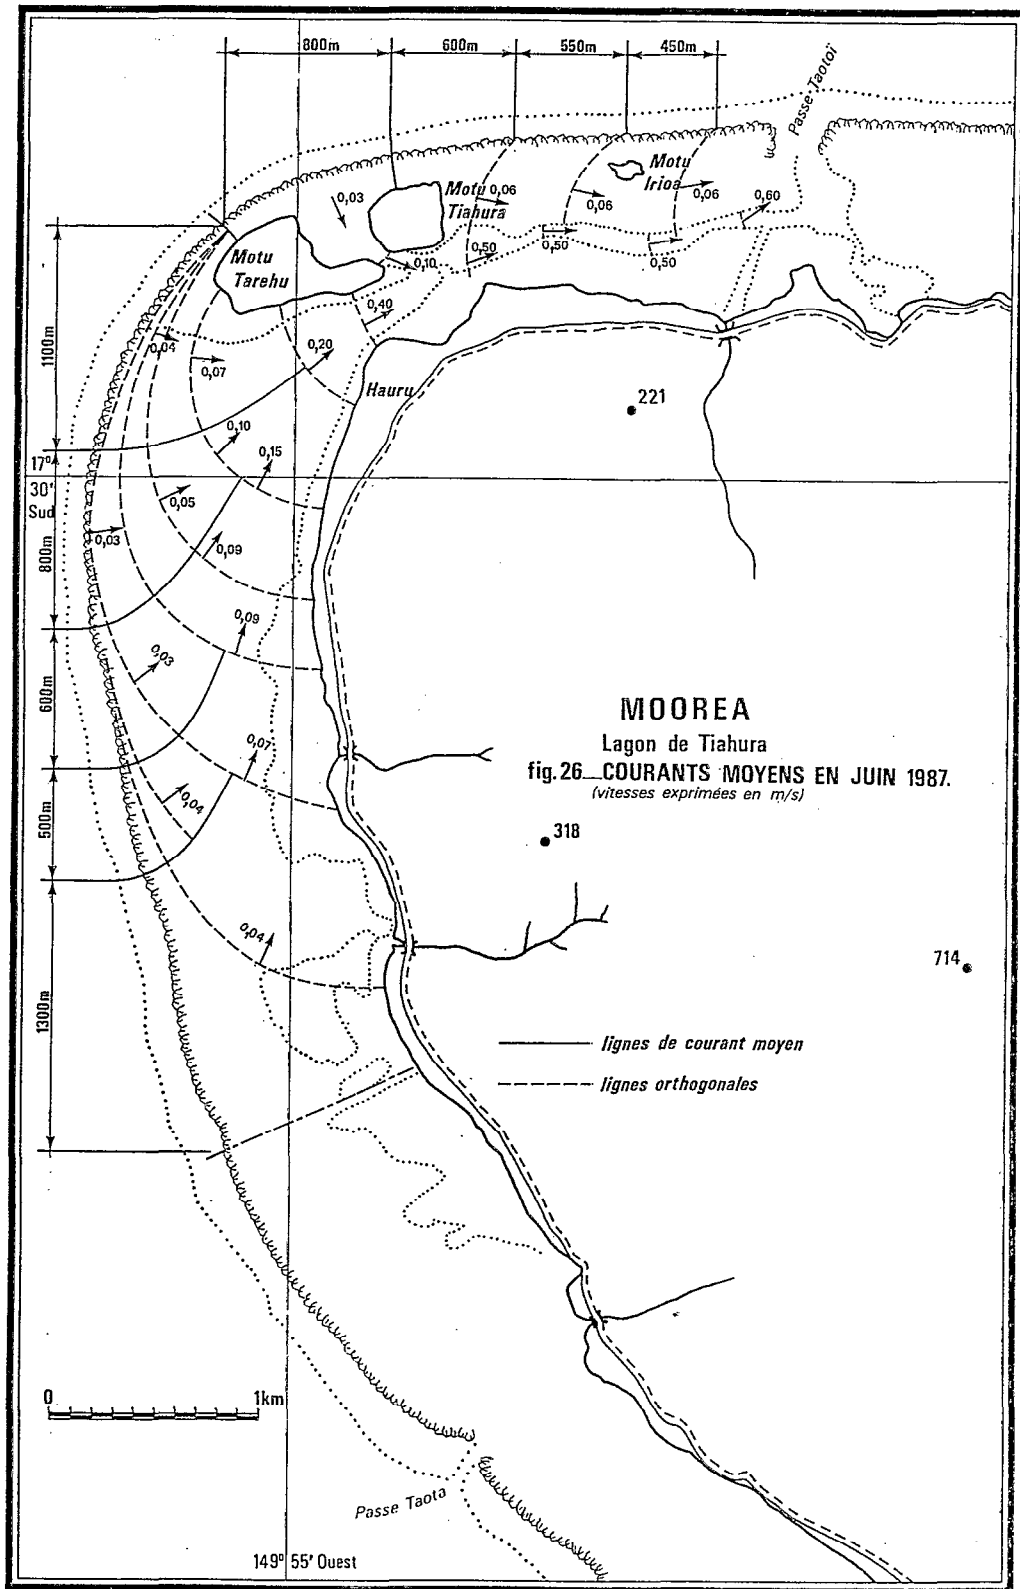 800m
600m
550m
450m
Passe Taotoï
Motu
Irioa
0,03
Motu
Tiahura
0,06
0,06
0,06
0,60
Motu
Tarehu
0,10
0,50
0,50
0,50
0,40
0,04
0,07
0,20
1100m
Hauru
221
0,10
0,15
17°
30'
Sud
0,05
0,03
0,09
800m
0,09
0,03
600m
MOOREA
Lagon de Tiahura
fig.26_COURANTS MOYENS EN JUIN 1987.
(vitesses exprimées en m/s)
0,07
0,04
500m
318
0,04
714
1300m
lignes de courant moyen
lignes orthogonales
0
1km
Passe Taota
149° 55' Ouest